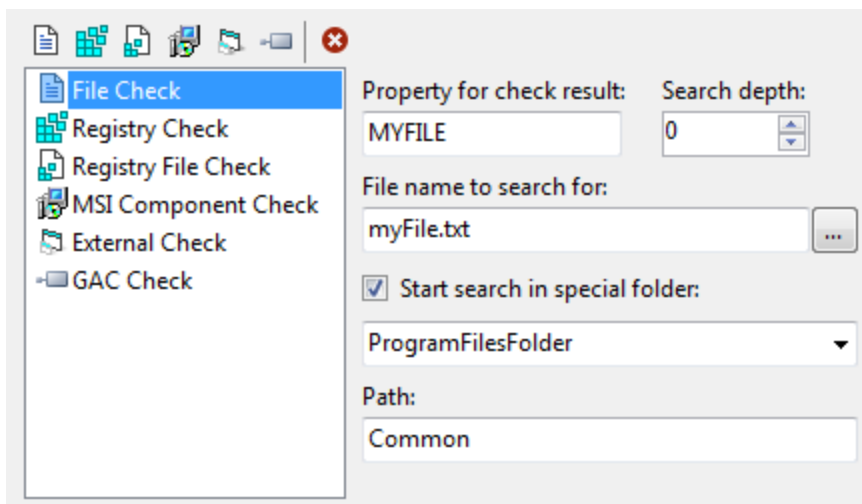 File Check
Registry Check
Registry File Check
MSI Component Check
External Check
GAC Check
Property for check result:
Search depth:
MYFILE
0
File name to search for:
myFile.txt
...
Start search in special folder:
ProgramFilesFolder
Path:
Common